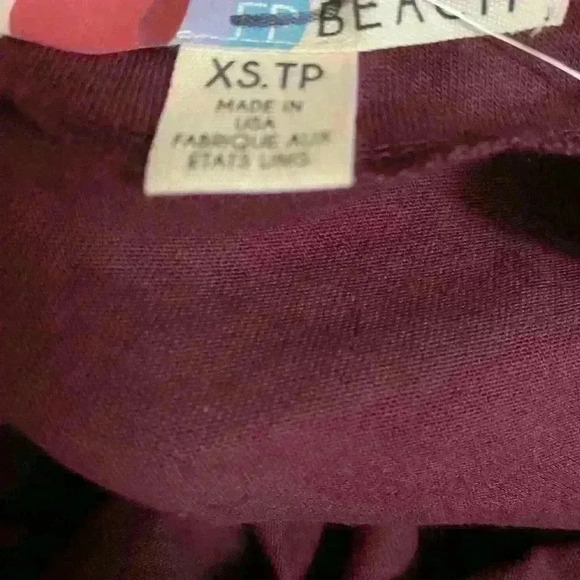 FP BEACH
XS.TP
MADE IN
USA
FABRIQUE AUX
ETATS UNIS